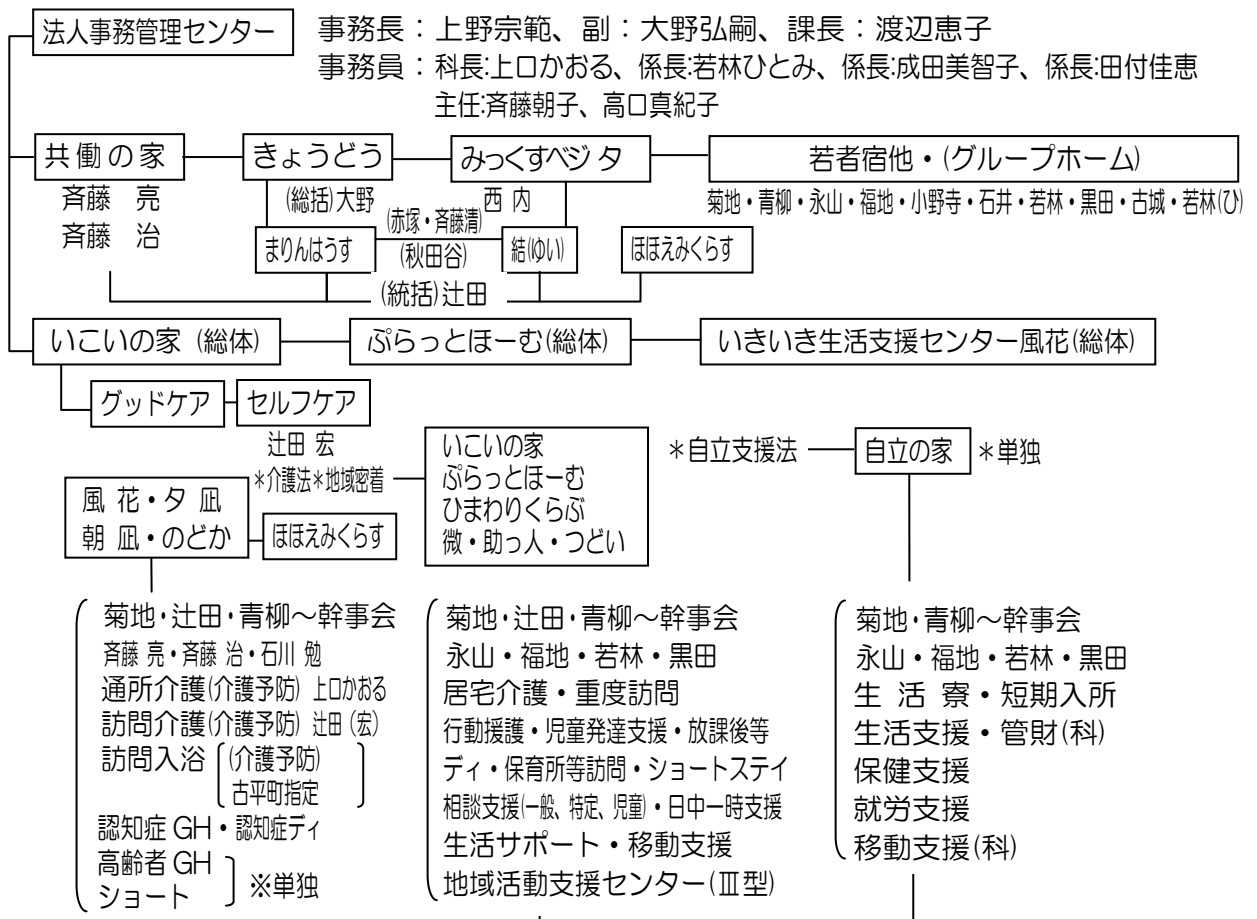 法人事務管理センター
事務長：上野宗範、副：大野弘嗣、課長：渡辺恵子
事務員：科長:上口かおる、係長:若林ひとみ、係長:成田美智子、係長:田付佳恵
主任:斉藤朝子、高口真紀子
共働の家
きょうどう
みっくすベジタ
若者宿他・(グループホーム)
斉藤 亮
斉藤 治
(総括)大野
西内
菊地・青柳・永山・福地・小野寺・石井・若林・黒田・古城・若林(ひ)
(赤塚・斉藤清)
まりんはうす
(秋田谷)
結(ゆい)
ほほえみくらす
(統括)辻田
いこいの家 (総体)
ぷらっとほーむ(総体)
いきいき生活支援センター風花(総体)
グッドケア
セルフケア
辻田 宏
＊介護法＊地域密着
いこいの家
ぷらっとほーむ
ひまわりくらぶ
微・助っ人・つどい
＊自立支援法
自立の家
＊単独
風 花・夕 凪
朝 凪・のどか
ほほえみくらす
菊地・辻田・青柳～幹事会
斉藤 亮・斉藤 治・石川 勉
通所介護(介護予防) 上口かおる
訪問介護(介護予防) 辻田（宏）
訪問入浴
(介護予防)
古平町指定
認知症 GH・認知症ディ
高齢者 GH
ショート
※単独
菊地・辻田・青柳～幹事会
永山・福地・若林・黒田
居宅介護・重度訪問
行動援護・児童発達支援・放課後等
ディ・保育所等訪問・ショートステイ
相談支援(一般、特定、児童)・日中一時支援
生活サポート・移動支援
地域活動支援センター(Ⅲ型)
菊地・青柳～幹事会
永山・福地・若林・黒田
生 活 寮・短期入所
生活支援・管財(科)
保健支援
就労支援
移動支援(科)